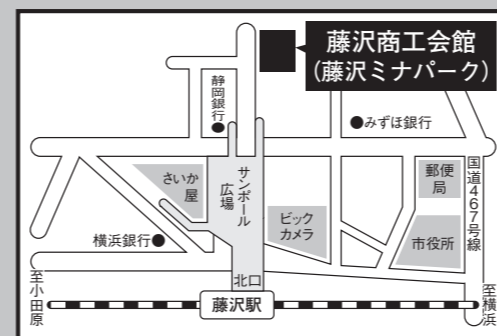 藤沢商工会館
(藤沢ミナパーク)
静岡銀行
●みずほ銀行
さいか
屋
サンポール
広場
郵便
局
国道467号線
ビック
カメラ
市役所
横浜銀行●
北口
至小田原
藤沢駅
至横浜